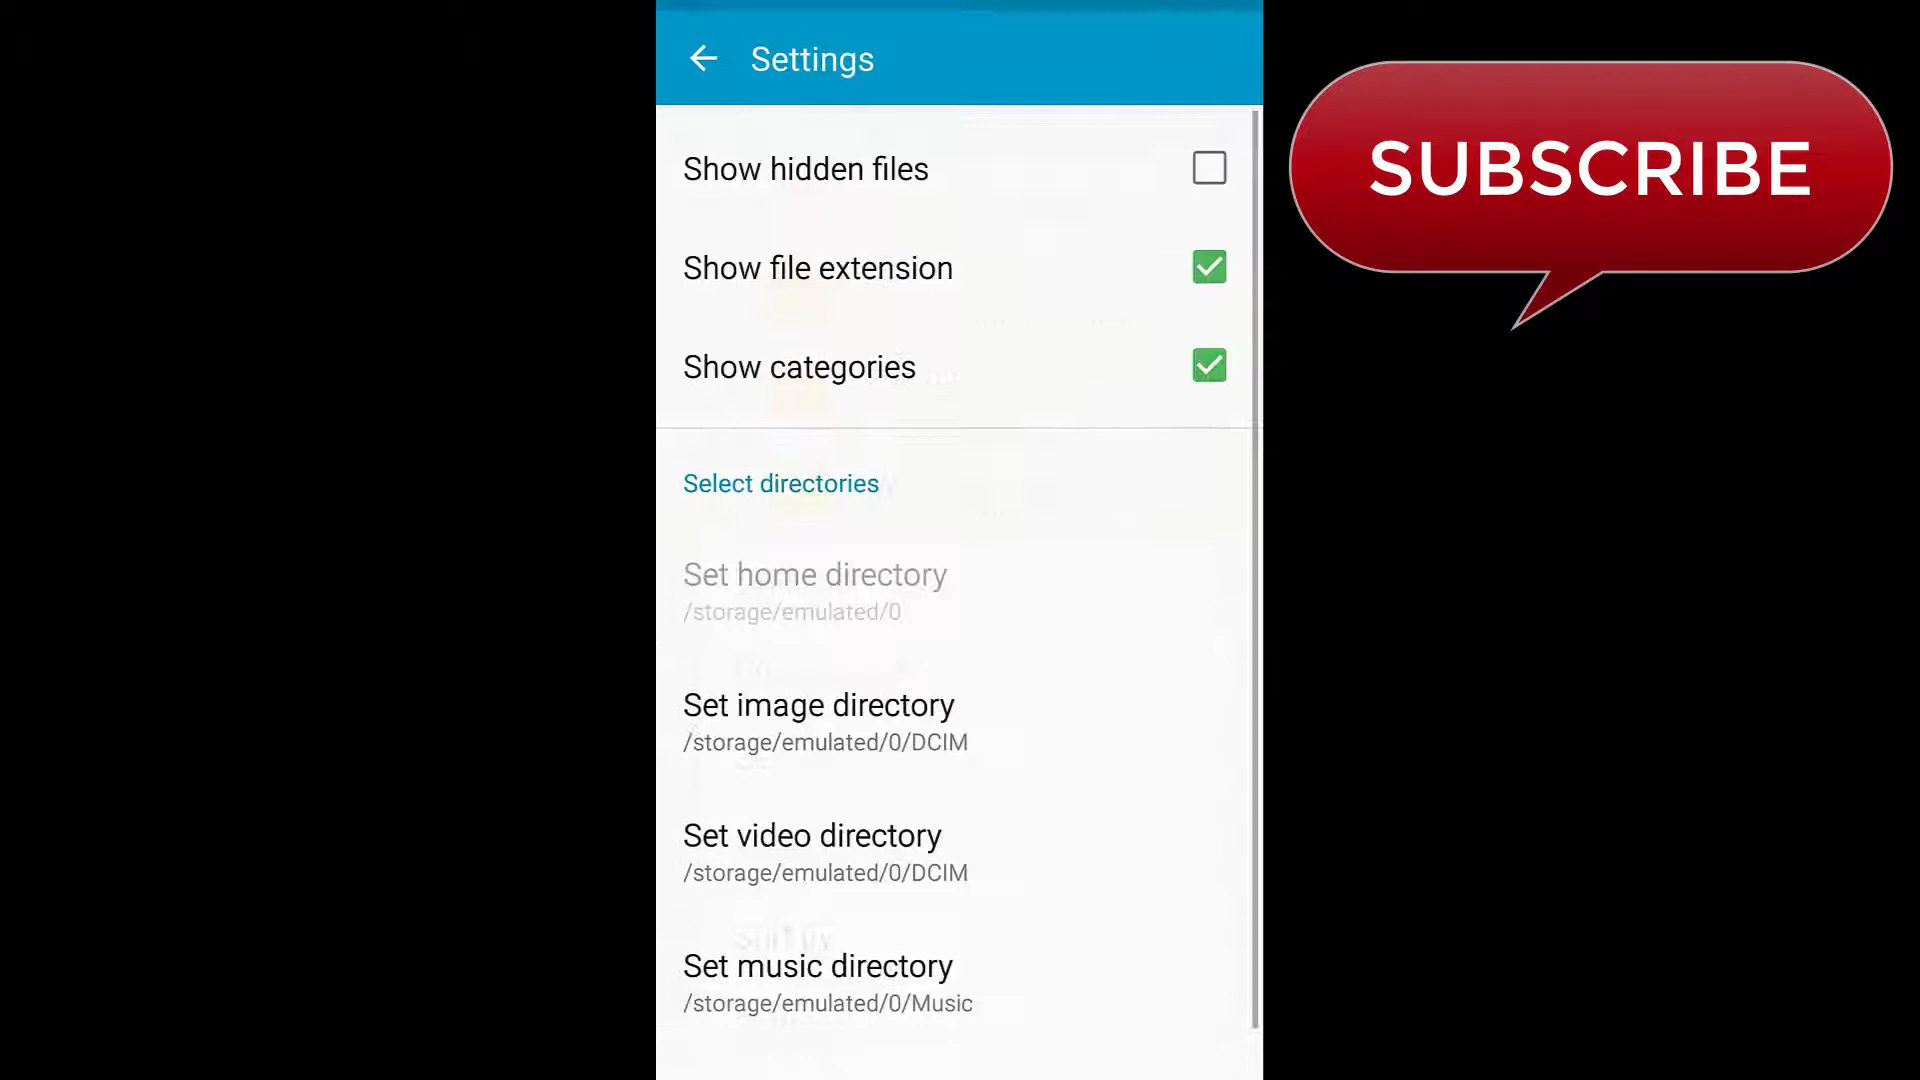 Settings
SUBSCRIBE
Show hidden files
Show file extension
Show categories
Select directories
Set home directory
/storage/emulated/0
Set image directory
/storage/emulated/0/DCIM
Set video directory
/storage/emulated/0/DCIM
Set music directory
/storage/emulated/0/Music